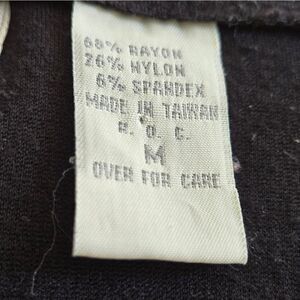 68% RAYON
26% NYLON
6% SPANDEX
MADE IN TAIWAN
R. O. C.
M
OVER FOR CARE